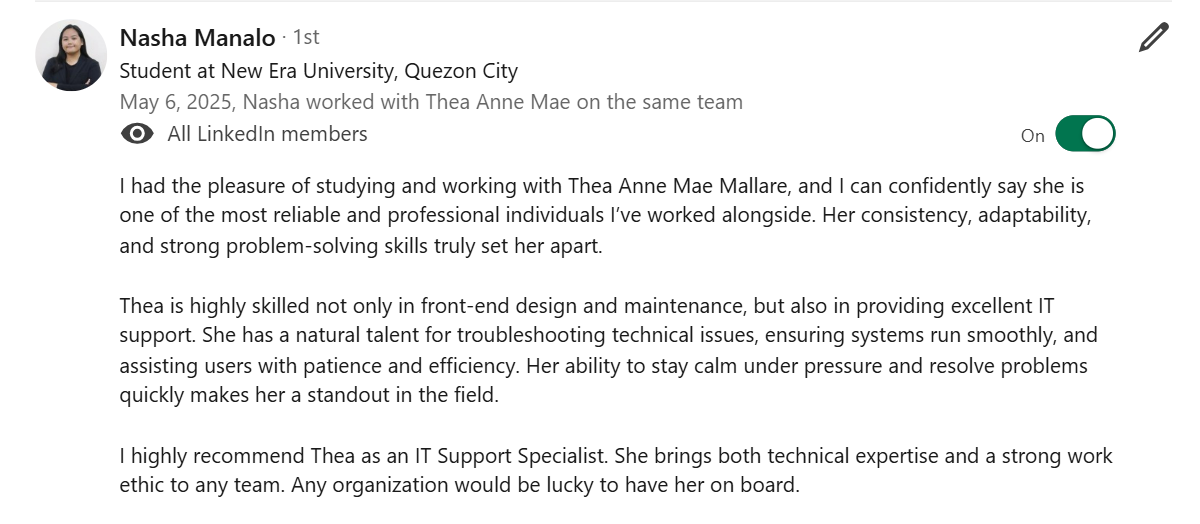 Nasha Manalo · 1st
Student at New Era University, Quezon City
May 6, 2025, Nasha worked with Thea Anne Mae on the same team
All LinkedIn members
On
I had the pleasure of studying and working with Thea Anne Mae Mallare, and I can confidently say she is
one of the most reliable and professional individuals I’ve worked alongside. Her consistency, adaptability,
and strong problem-solving skills truly set her apart.
Thea is highly skilled not only in front-end design and maintenance, but also in providing excellent IT
support. She has a natural talent for troubleshooting technical issues, ensuring systems run smoothly, and
assisting users with patience and efficiency. Her ability to stay calm under pressure and resolve problems
quickly makes her a standout in the field.
I highly recommend Thea as an IT Support Specialist. She brings both technical expertise and a strong work
ethic to any team. Any organization would be lucky to have her on board.